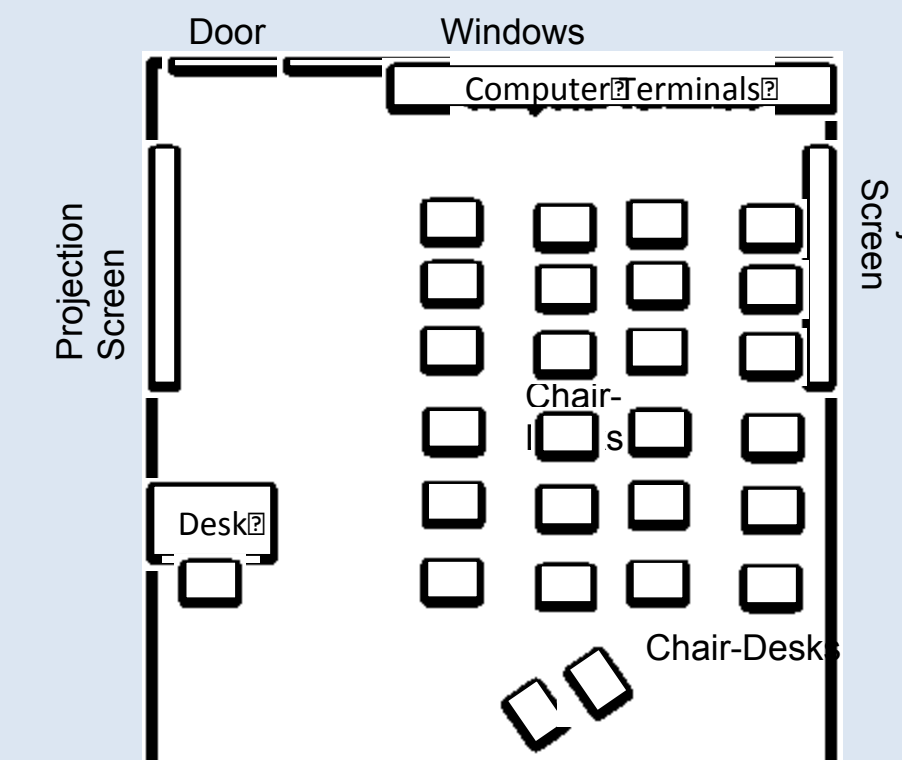 Door
Windows
Computer Terminals
Projection
Screen
Screen
Chair-
Desk
Chair-Desks